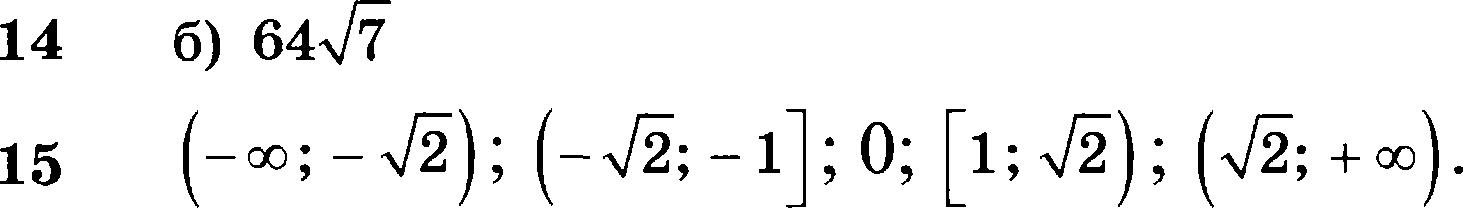 14 б) 64√7
15 (−∞; −√2); (−√2; −1]; 0; [1; √2); (√2; +∞).